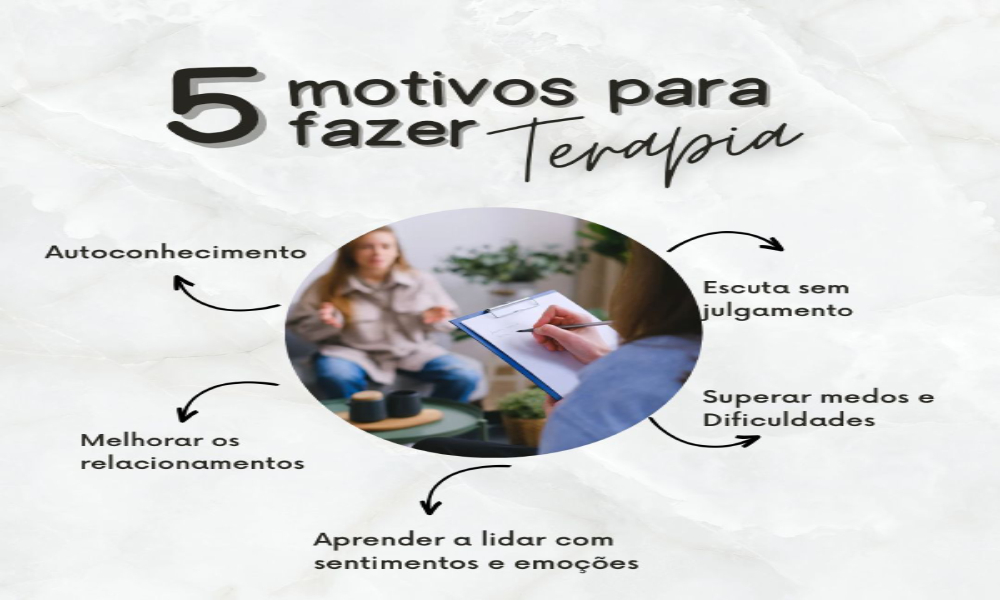 5 motivos para
fazer Terapia
Autoconhecimento
Escuta sem
julgamento
Superar medos e
Dificuldades
Melhorar os
relacionamentos
Aprender a lidar com
sentimentos e emoções